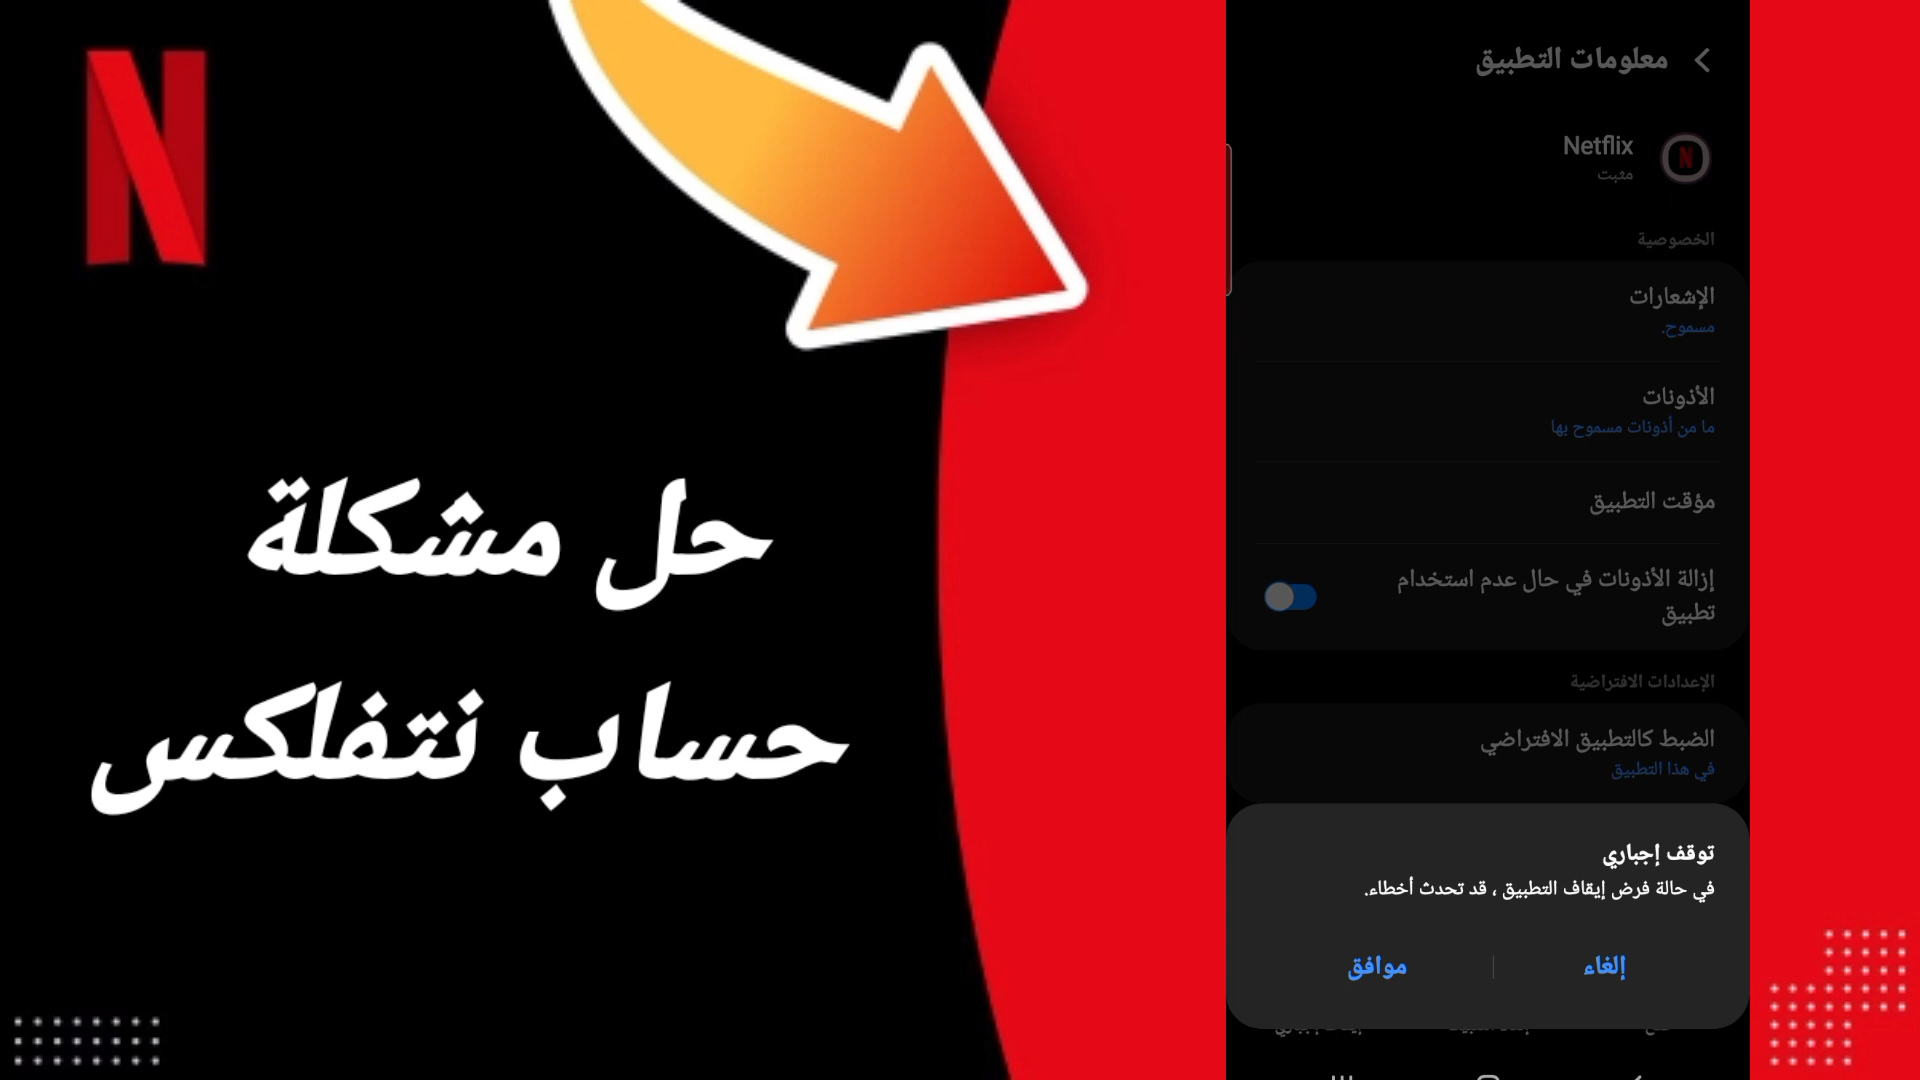 حل مشكلة
حساب نتفلكس
معلومات التطبيق
Netflix
مثبت
الخصوصية
الإشعارات
مسموح.
الأذونات
ما من أذونات مسموح بها
مؤقت التطبيق
إزالة الأذونات في حال عدم استخدام
تطبيق
الإعدادات الافتراضية
الضبط كالتطبيق الافتراضي
في هذا التطبيق
توقف إجباري
في حالة فرض إيقاف التطبيق ، قد تحدث أخطاء.
إلغاء
موافق